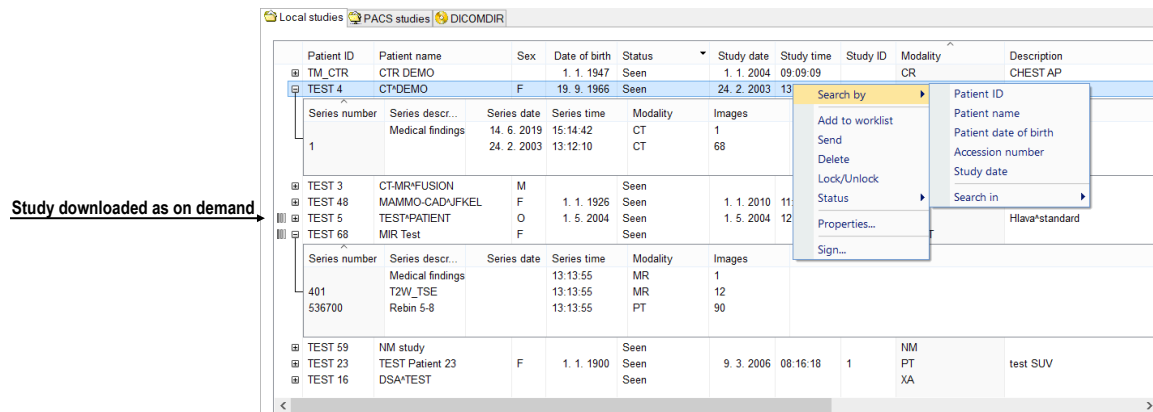 Local studies PACS studies DICOMDIR
Patient ID Patient name Sex Date of birth Status Study date Study time Study ID Modality Description
TM_CTR CTR DEMO 1. 1. 1947 Seen 1. 1. 2004 09:09:09 CR CHEST AP
TEST 4 CT^DEMO F 19. 9. 1966 Seen 24. 2. 2003 13
Search by Patient ID
Series number Series descr... Series date Series time Modality Images
Patient name
Medical findings 14. 6. 2019 15:14:42 CT 1
Add to worklist
Patient date of birth
1 24. 2. 2003 13:12:10 CT 68
Send
Accession number
Delete
Study date
TEST 3 CT-MR^FUSION M Seen
Lock/Unlock
TEST 48 MAMMO-CAD^JFKEL F 1. 1. 1926 Seen 1. 1. 2010 11:
Status Search in
Study downloaded as on demand
TEST 5 TEST^PATIENT O 1. 5. 2004 Seen 1. 5. 2004 12 Hlava^standard
Properties...
TEST 68 MIR Test F Seen T
Sign...
Series number Series descr... Series date Series time Modality Images
Medical findings 13:13:55 MR 1
401 T2W_TSE 13:13:55 MR 12
536700 Rebin 5-8 13:13:55 PT 90
TEST 59 NM study Seen NM
TEST 23 TEST Patient 23 F 1. 1. 1900 Seen 9. 3. 2006 08:16:18 1 PT test SUV
TEST 16 DSA^TEST Seen XA